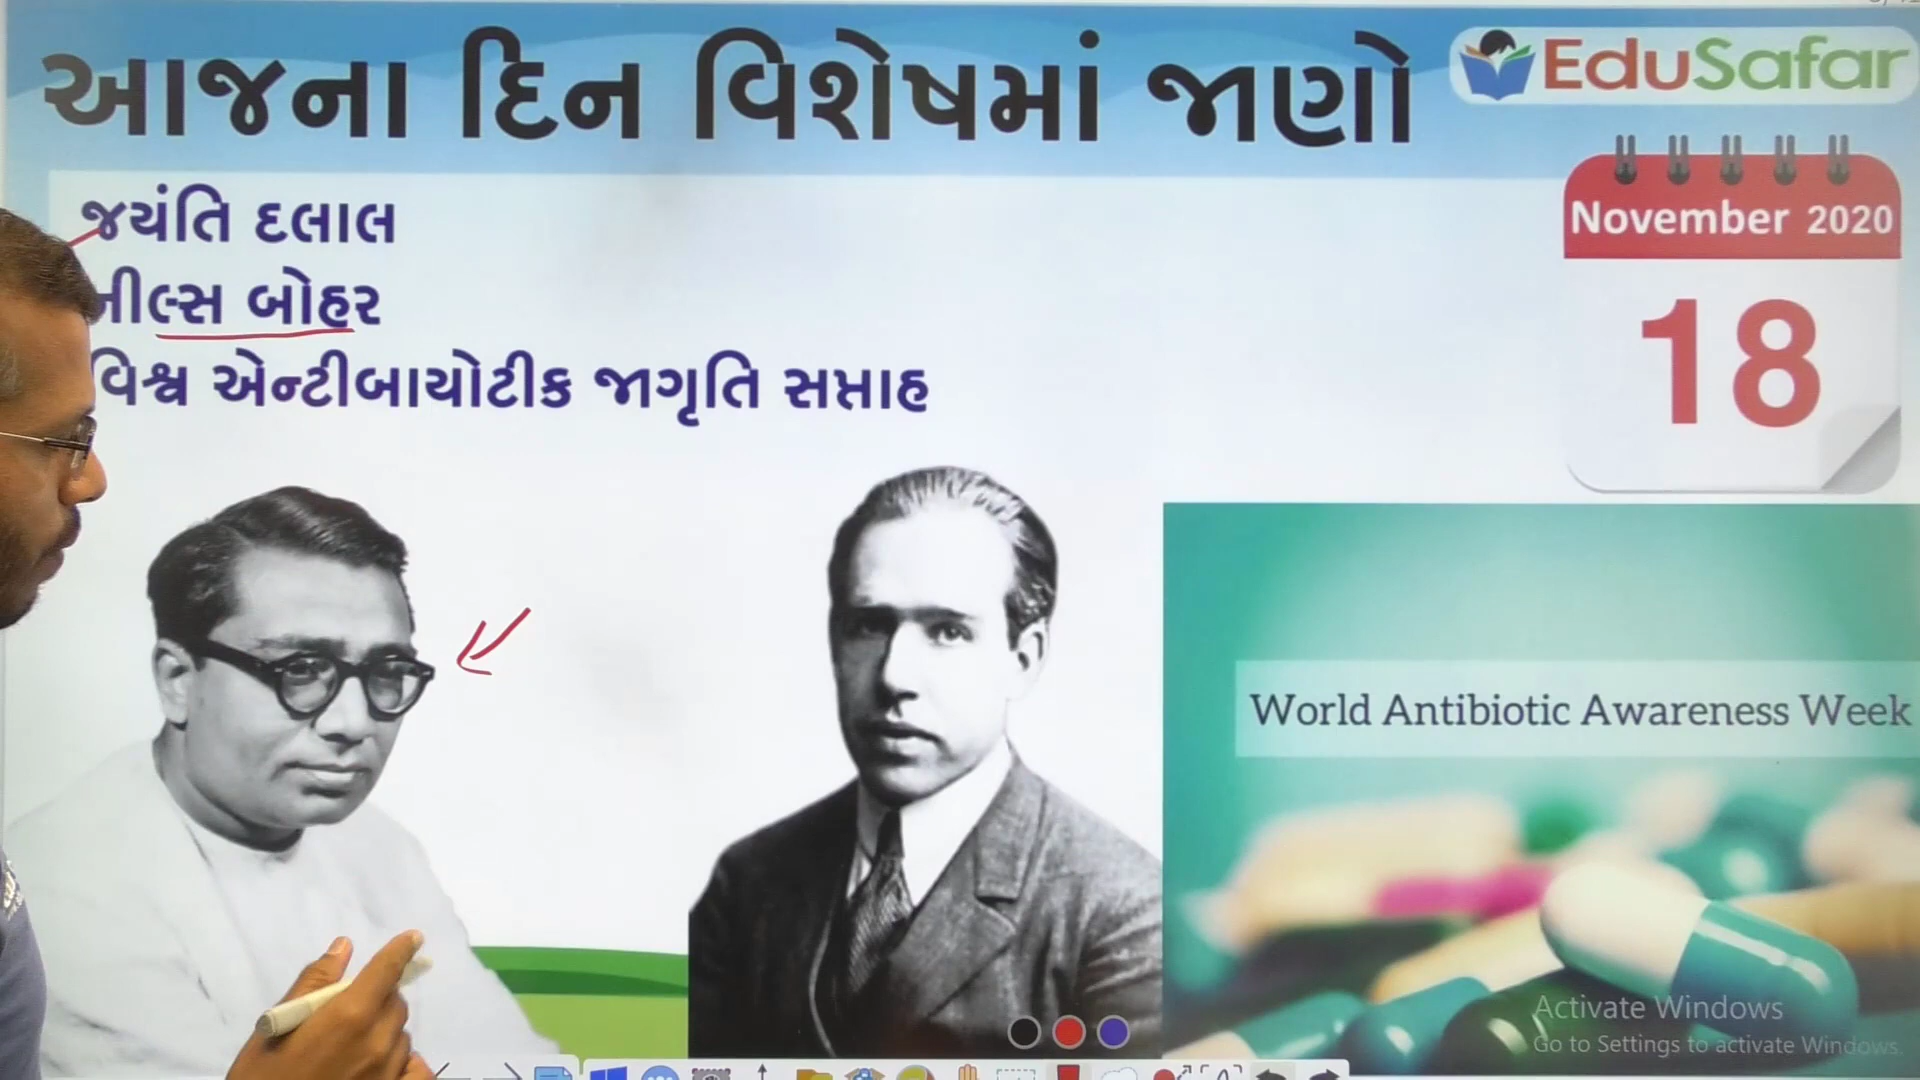 આજના દિન વિશેષમાં જાણો
EduSafar
જયંતિ દલાલ
નીલ્સ બોહર
વિશ્વ એન્ટીબાયોટીક જાગૃતિ સપ્તાહ
November 2020
18
World Antibiotic Awareness Week
Activate Windows
Go to Settings to activate Windows.